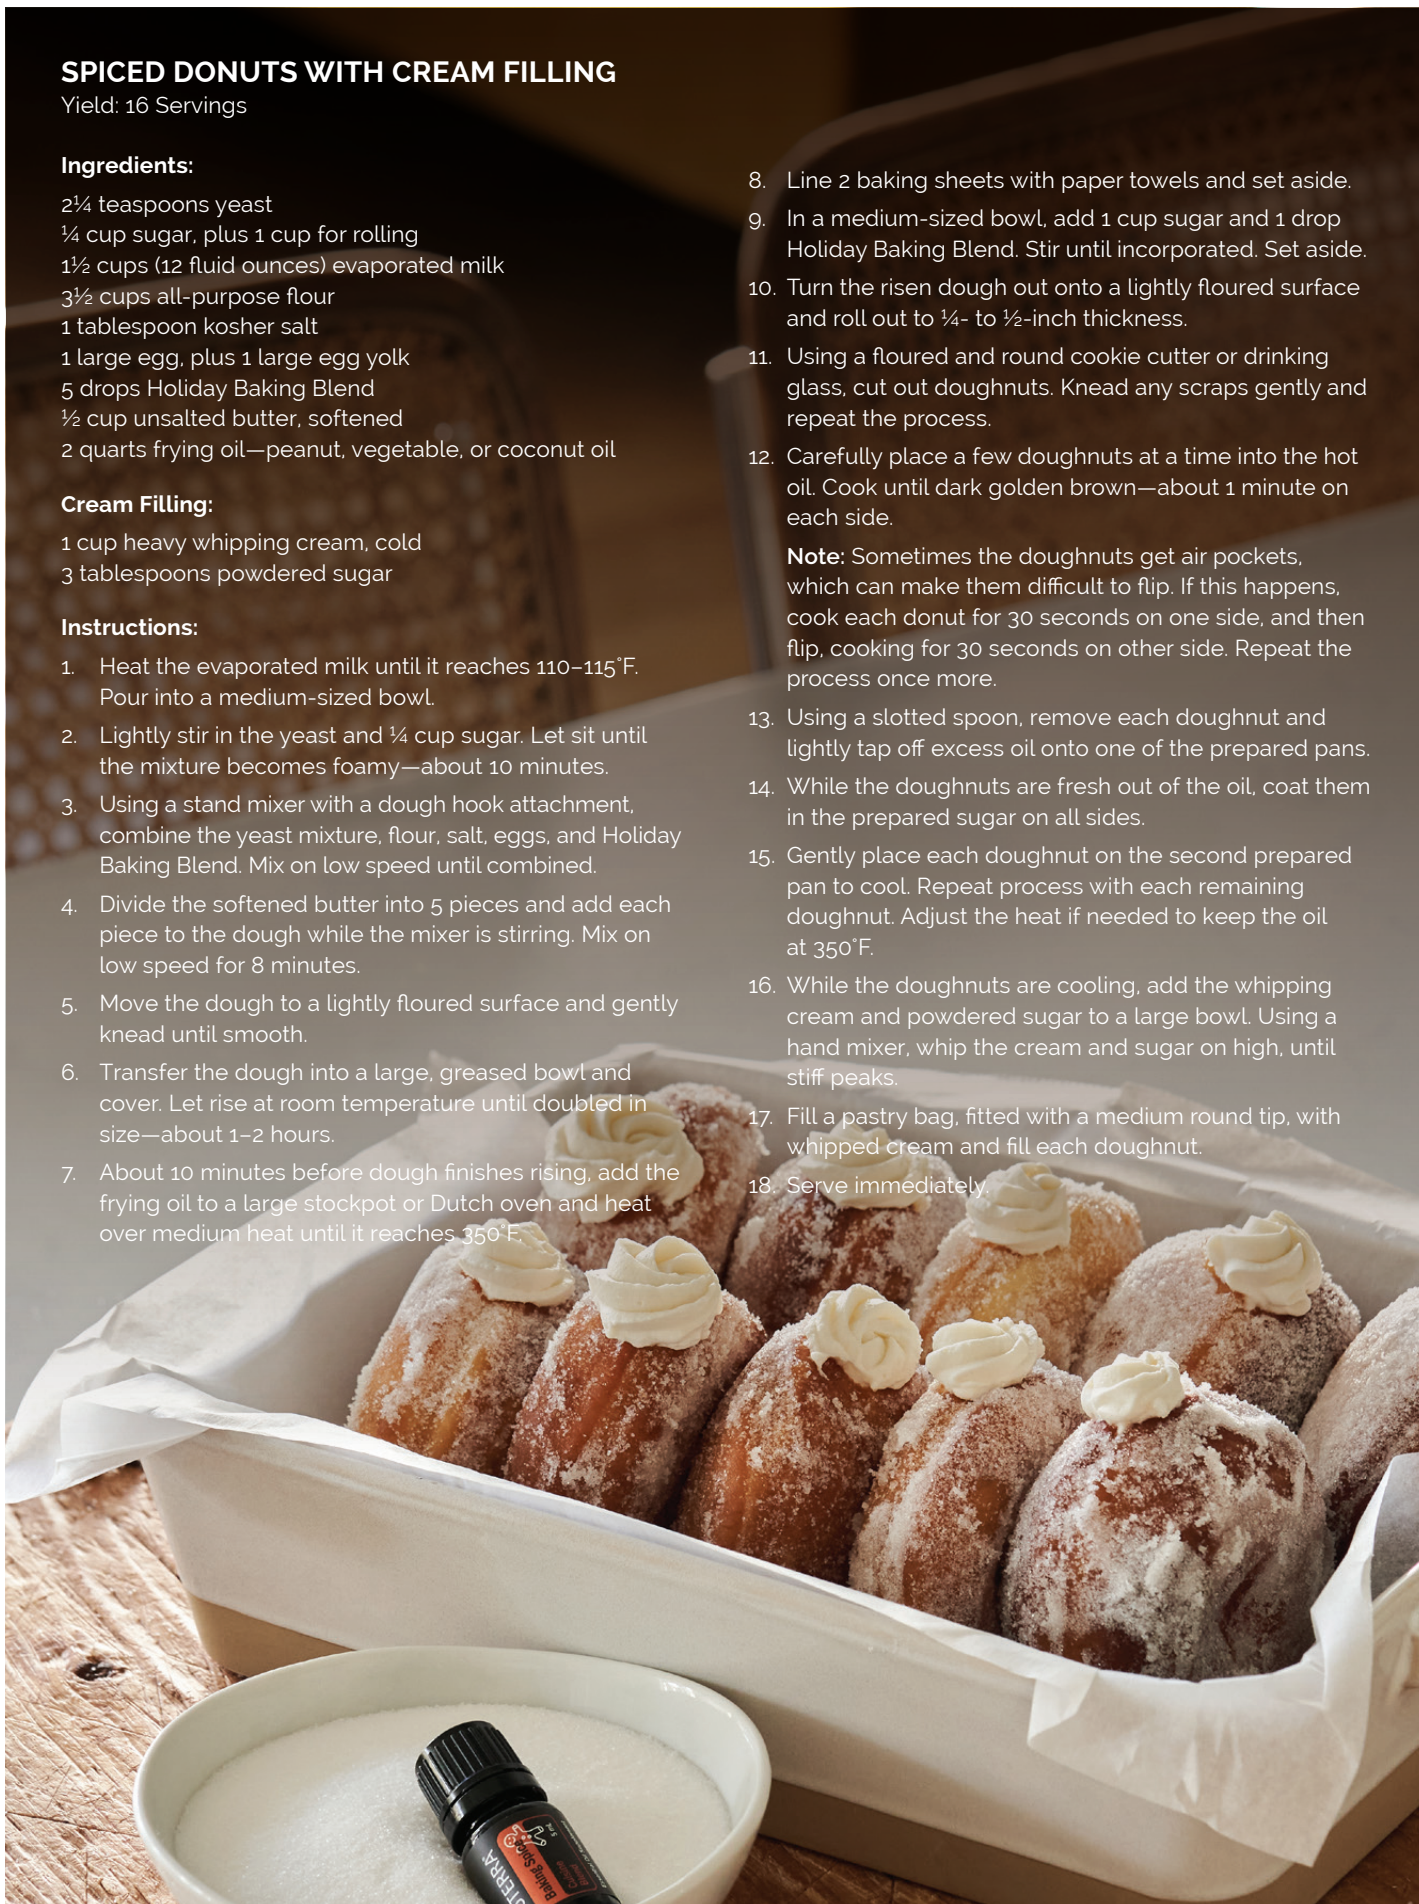 SPICED DONUTS WITH CREAM FILLING
Yield: 16 Servings
Ingredients:
2¼ teaspoons yeast
¼ cup sugar, plus 1 cup for rolling
1½ cups (12 fluid ounces) evaporated milk
3½ cups all-purpose flour
1 tablespoon kosher salt
1 large egg, plus 1 large egg yolk
5 drops Holiday Baking Blend
½ cup unsalted butter, softened
2 quarts frying oil—peanut, vegetable, or coconut oil
Cream Filling:
1 cup heavy whipping cream, cold
3 tablespoons powdered sugar
Instructions:
1. Heat the evaporated milk until it reaches 110–115°F.
Pour into a medium-sized bowl.
2. Lightly stir in the yeast and ¼ cup sugar. Let sit until
the mixture becomes foamy—about 10 minutes.
3. Using a stand mixer with a dough hook attachment,
combine the yeast mixture, flour, salt, eggs, and Holiday
Baking Blend. Mix on low speed until combined.
4. Divide the softened butter into 5 pieces and add each
piece to the dough while the mixer is stirring. Mix on
low speed for 8 minutes.
5. Move the dough to a lightly floured surface and gently
knead until smooth.
6. Transfer the dough into a large, greased bowl and
cover. Let rise at room temperature until doubled in
size—about 1–2 hours.
7. About 10 minutes before dough finishes rising, add the
frying oil to a large stockpot or Dutch oven and heat
over medium heat until it reaches 350°F.
8. Line 2 baking sheets with paper towels and set aside.
9. In a medium-sized bowl, add 1 cup sugar and 1 drop
Holiday Baking Blend. Stir until incorporated. Set aside.
10. Turn the risen dough out onto a lightly floured surface
and roll out to ¼- to ½-inch thickness.
11. Using a floured and round cookie cutter or drinking
glass, cut out doughnuts. Knead any scraps gently and
repeat the process.
12. Carefully place a few doughnuts at a time into the hot
oil. Cook until dark golden brown—about 1 minute on
each side.
Note: Sometimes the doughnuts get air pockets,
which can make them difficult to flip. If this happens,
cook each donut for 30 seconds on one side, and then
flip, cooking for 30 seconds on other side. Repeat the
process once more.
13. Using a slotted spoon, remove each doughnut and
lightly tap off excess oil onto one of the prepared pans.
14. While the doughnuts are fresh out of the oil, coat them
in the prepared sugar on all sides.
15. Gently place each doughnut on the second prepared
pan to cool. Repeat process with each remaining
doughnut. Adjust the heat if needed to keep the oil
at 350°F.
16. While the doughnuts are cooling, add the whipping
cream and powdered sugar to a large bowl. Using a
hand mixer, whip the cream and sugar on high, until
stiff peaks.
17. Fill a pastry bag, fitted with a medium round tip, with
whipped cream and fill each doughnut.
18. Serve immediately.
Baking Spice
5 mL